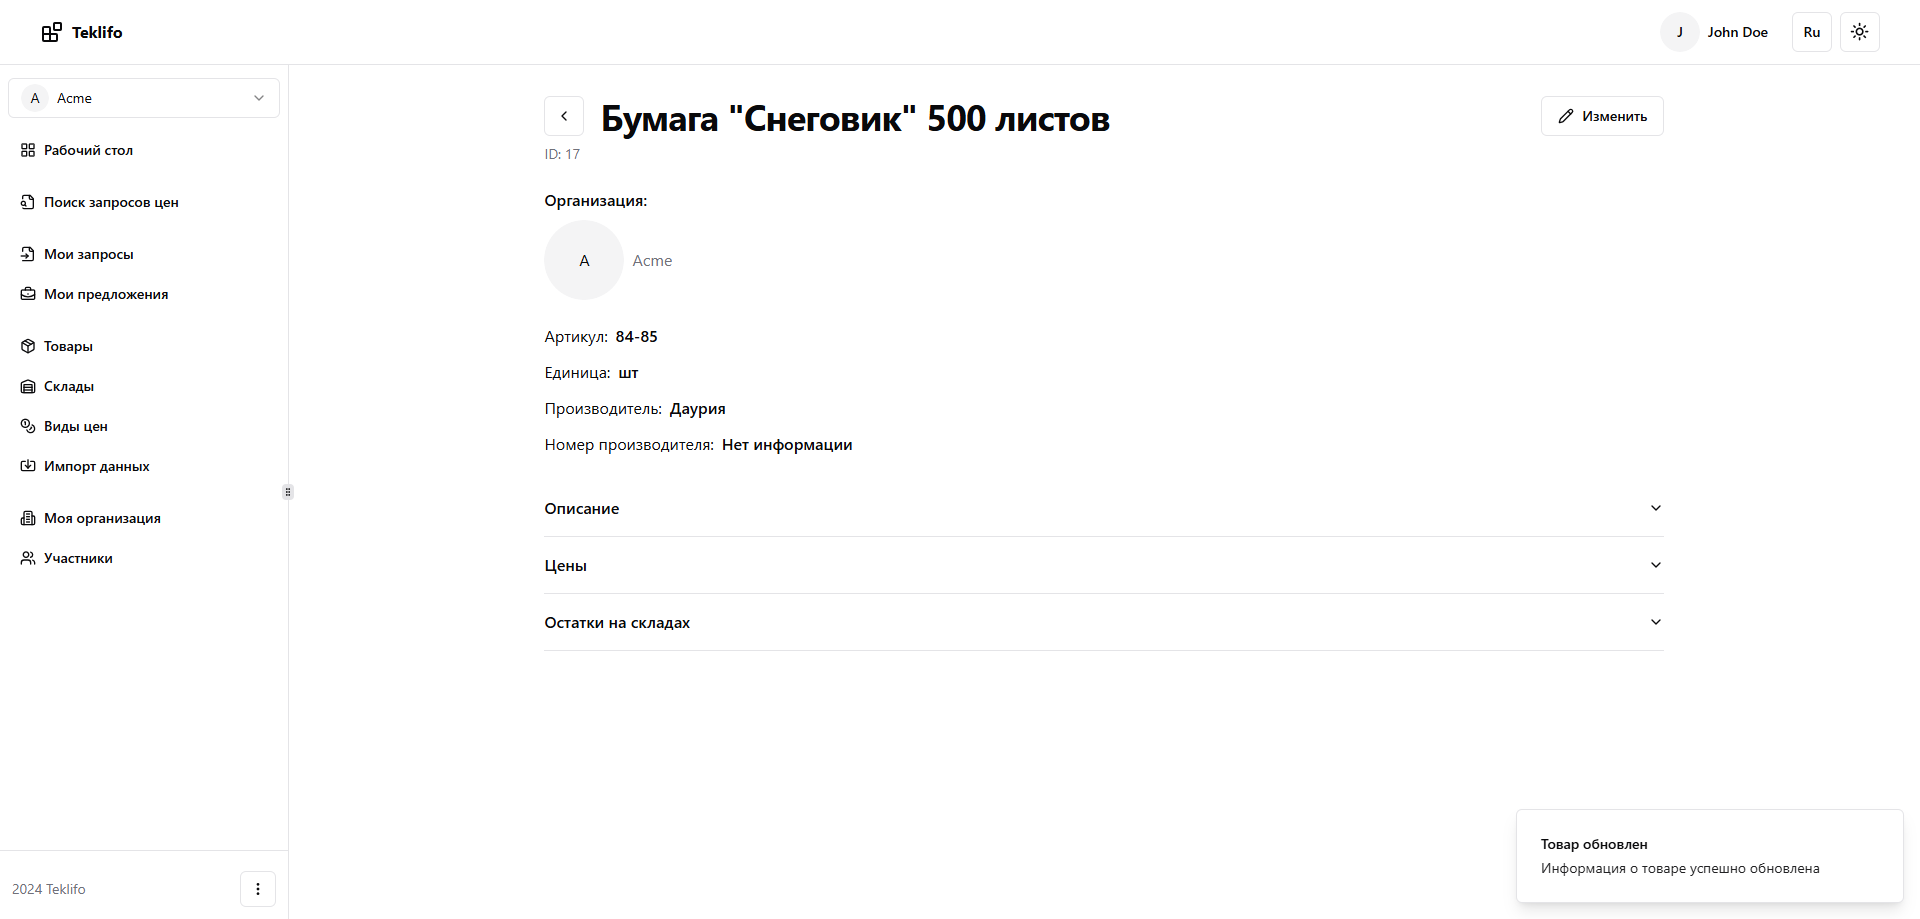 Teklifo
J
John Doe
Ru
A
Acme
Рабочий стол
Поиск запросов цен
Мои запросы
Мои предложения
Товары
Склады
Виды цен
Импорт данных
Моя организация
Участники
2024 Teklifo
Бумага "Снеговик" 500 листов
Изменить
ID: 17
Организация:
A
Acme
Артикул: 84-85
Единица: шт
Производитель: Даурия
Номер производителя: Нет информации
Описание
Цены
Остатки на складах
Товар обновлен
Информация о товаре успешно обновлена